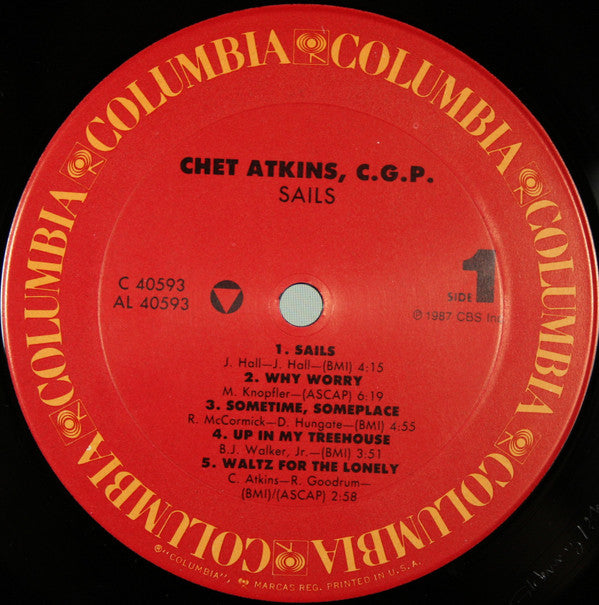 COLUMBIA COLUMBIA COLUMBIA COLUMBIA COLUMBIA COLUMBIA
CHET ATKINS, C.G.P.
SAILS
C 40593
AL 40593
SIDE 1
℗ 1987 CBS Inc.
1. SAILS
J. Hall—J. Hall—(BMI) 4:15
2. WHY WORRY
M. Knopfler—(ASCAP) 6:19
3. SOMETIME, SOMEPLACE
R. McCormick—D. Hungate—(BMI) 4:55
4. UP IN MY TREEHOUSE
B.J. Walker, Jr.—(BMI) 3:51
5. WALTZ FOR THE LONELY
C. Atkins—R. Goodrum—
(BMI)/(ASCAP) 2:58
®"COLUMBIA", MARCAS REG. PRINTED IN U.S.A.